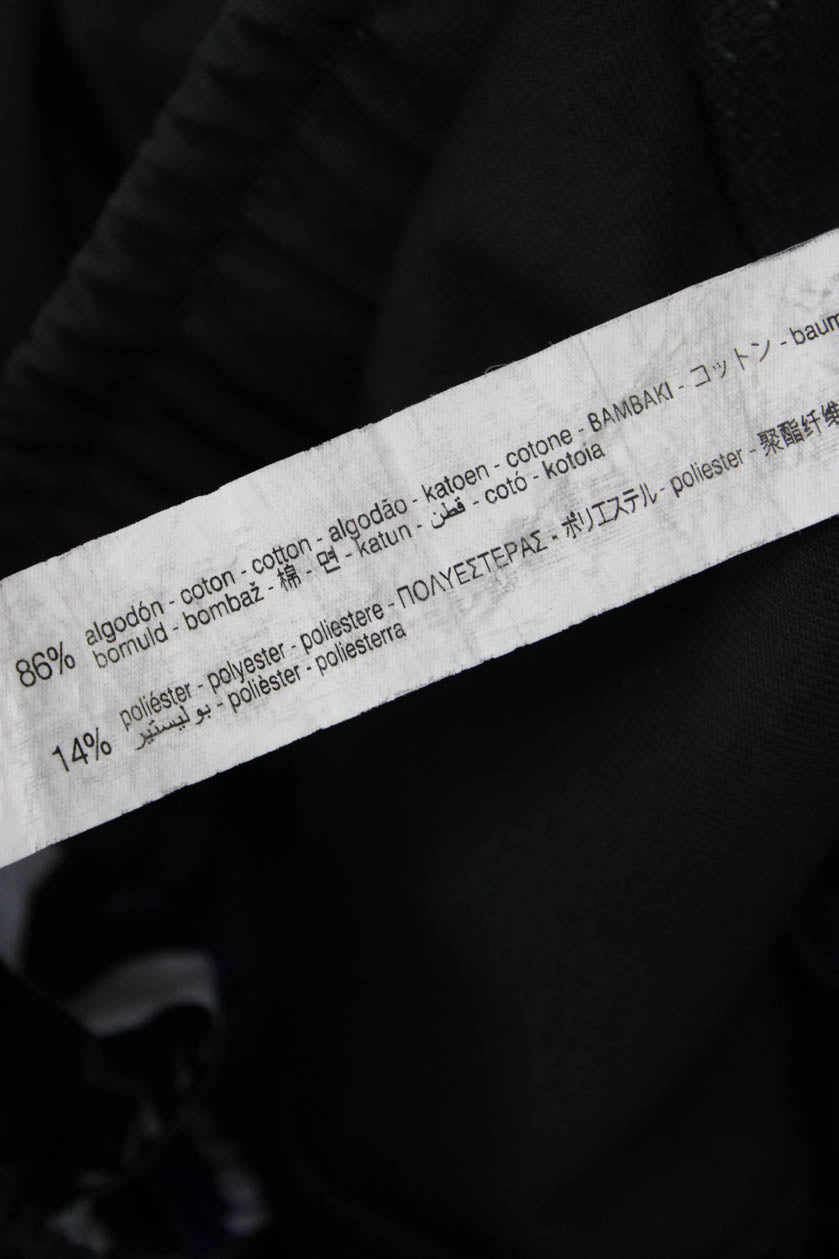 86% algodón - coton - cotton - algodão - katoen - cotone - BAMBAKI - コットン - baum
bomuld - bombaž - 棉 - 면 - katun - قطن - cotó - kotoia
14% poliéster - polyester - poliestere - ΠΟΛΥΕΣΤΕΡΑΣ - ポリエステル - poliester - 聚酯纤维
بوليستير - polièster - poliesterra